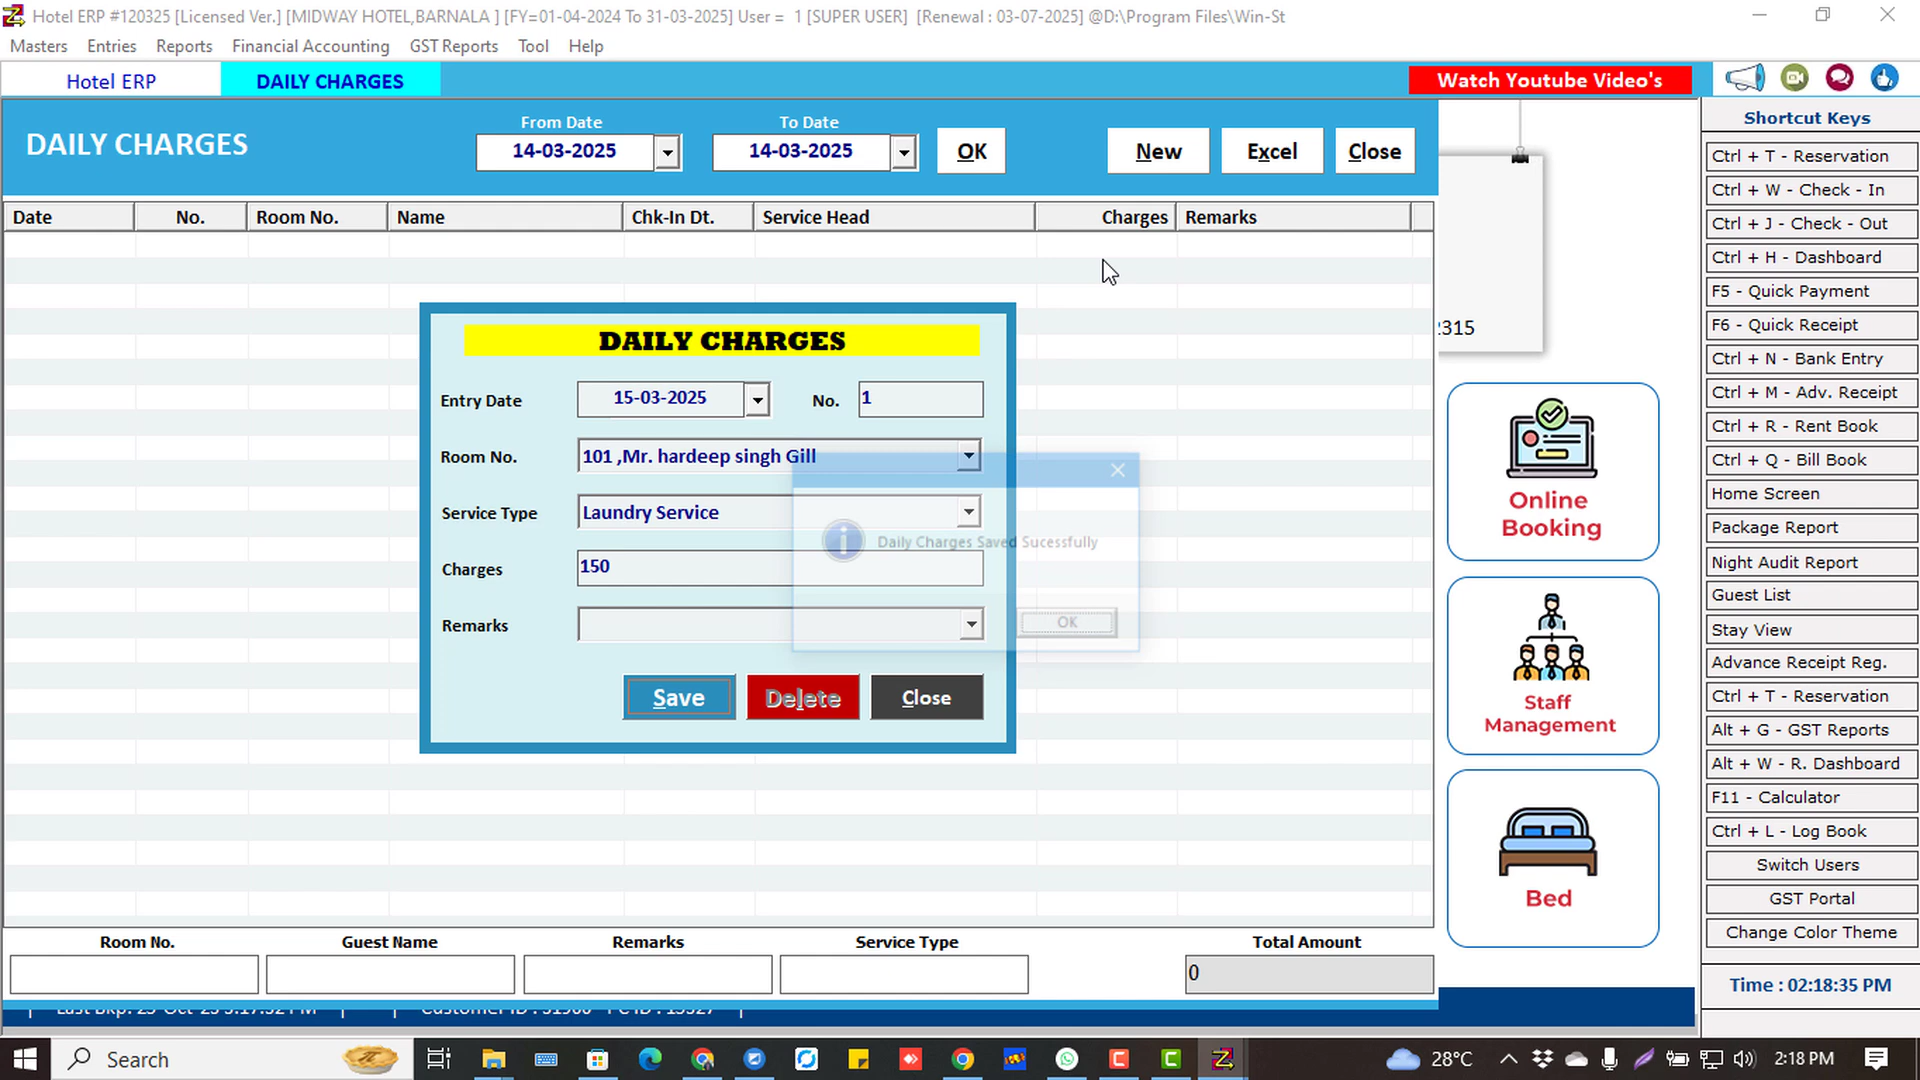 Hotel ERP #120325 [Licensed Ver.] [MIDWAY HOTEL,BARNALA ] [FY=01-04-2024 To 31-03-2025] User = 1 [SUPER USER] [Renewal : 03-07-2025] @D:\Program Files\Win-St
Masters Entries Reports Financial Accounting GST Reports Tool Help
Hotel ERP DAILY CHARGES Watch Youtube Video's
DAILY CHARGES
From Date To Date
14-03-2025 14-03-2025 OK New Excel Close
Date No. Room No. Name Chk-In Dt. Service Head Charges Remarks
DAILY CHARGES
Entry Date 15-03-2025 No. 1
Room No. 101 ,Mr. hardeep singh Gill
Service Type Laundry Service
Charges 150
Remarks
Save Delete Close
Daily Charges Saved Sucessfully
OK
2315
Online
Booking
Staff
Management
Bed
Shortcut Keys
Ctrl + T - Reservation
Ctrl + W - Check - In
Ctrl + J - Check - Out
Ctrl + H - Dashboard
F5 - Quick Payment
F6 - Quick Receipt
Ctrl + N - Bank Entry
Ctrl + M - Adv. Receipt
Ctrl + R - Rent Book
Ctrl + Q - Bill Book
Home Screen
Package Report
Night Audit Report
Guest List
Stay View
Advance Receipt Reg.
Ctrl + T - Reservation
Alt + G - GST Reports
Alt + W - R. Dashboard
F11 - Calculator
Ctrl + L - Log Book
Switch Users
GST Portal
Change Color Theme
Time : 02:18:35 PM
Room No. Guest Name Remarks Service Type Total Amount
0
Search 28°C 2:18 PM